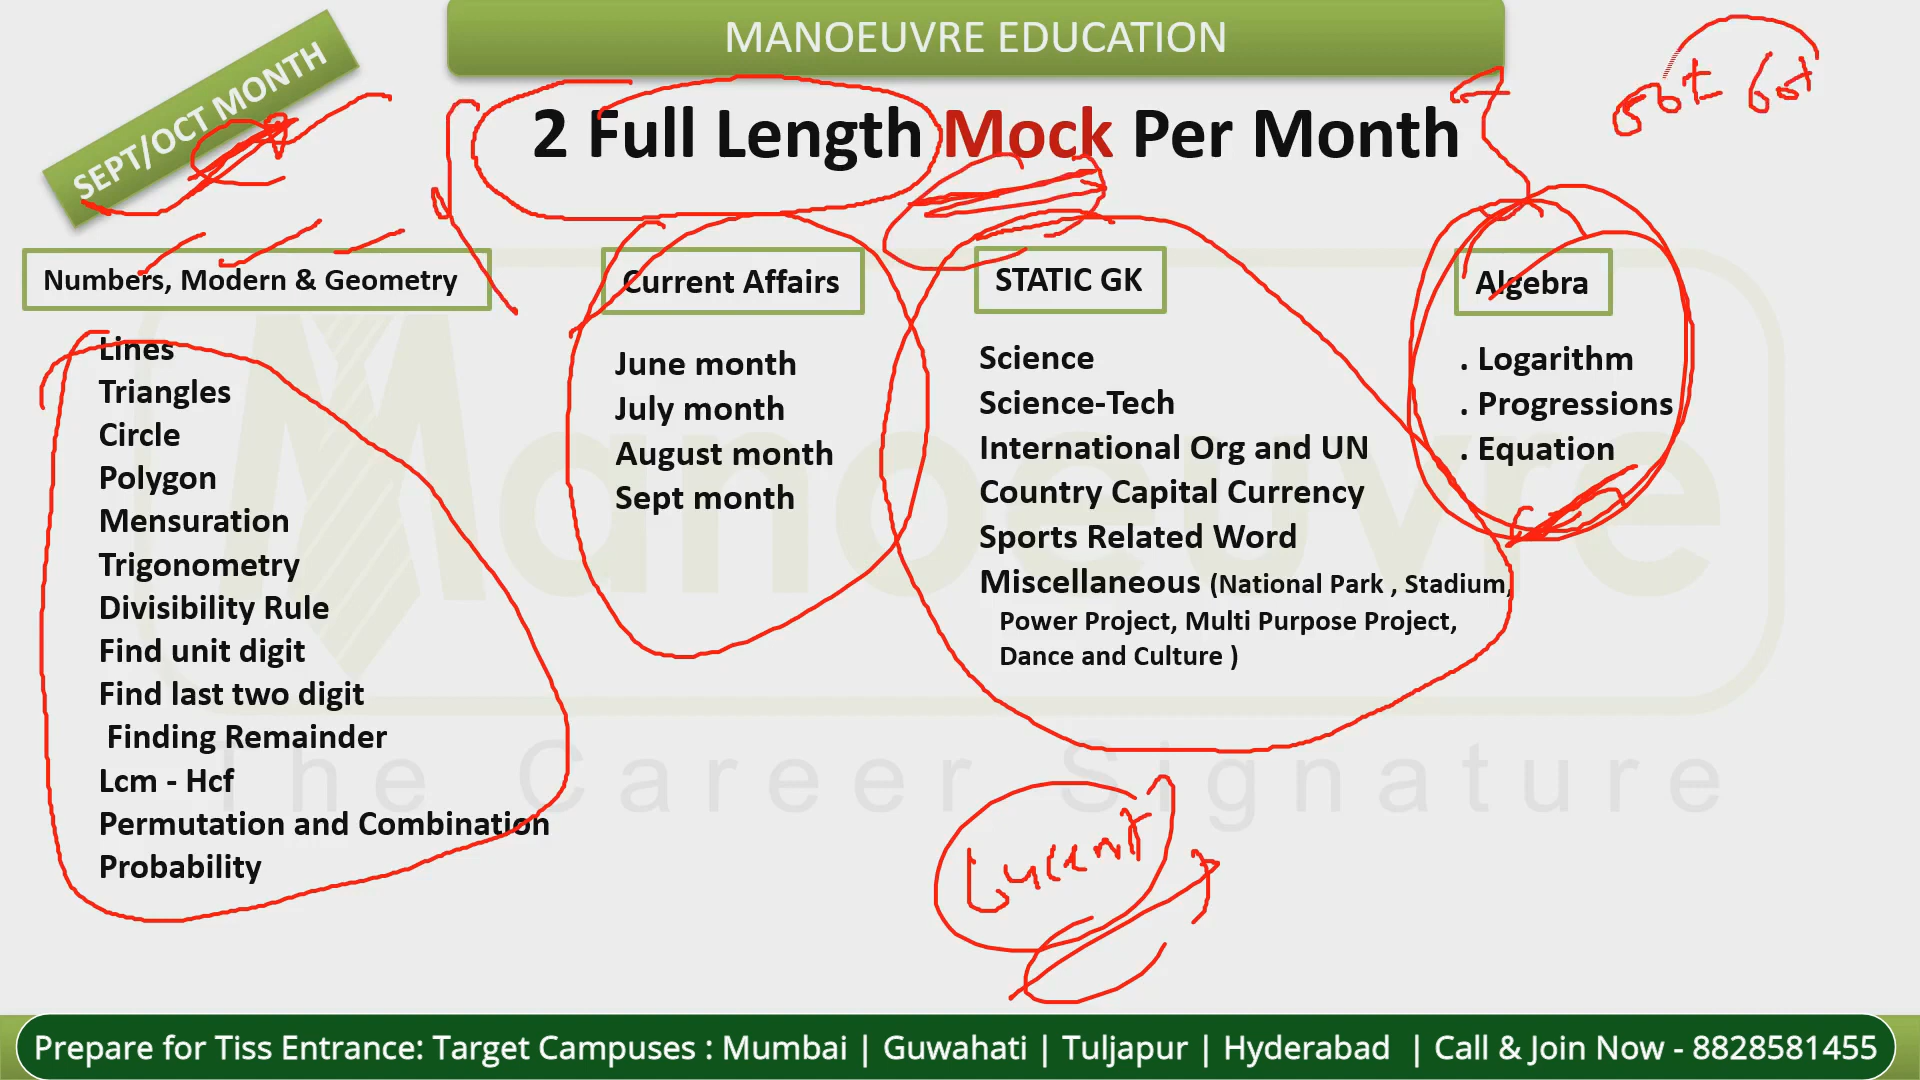 MANOEUVRE EDUCATION
SEPT/OCT MONTH
2 Full Length Mock Per Month
Numbers, Modern & Geometry
Lines
Triangles
Circle
Polygon
Mensuration
Trigonometry
Divisibility Rule
Find unit digit
Find last two digit
Finding Remainder
Lcm - Hcf
Permutation and Combination
Probability
Current Affairs
June month
July month
August month
Sept month
STATIC GK
Science
Science-Tech
International Org and UN
Country Capital Currency
Sports Related Word
Miscellaneous (National Park , Stadium,
Power Project, Multi Purpose Project,
Dance and Culture )
Algebra
. Logarithm
. Progressions
. Equation
Manoeuvre
The Career Signature
Lucent
Prepare for Tiss Entrance: Target Campuses : Mumbai | Guwahati | Tuljapur | Hyderabad | Call & Join Now - 8828581455